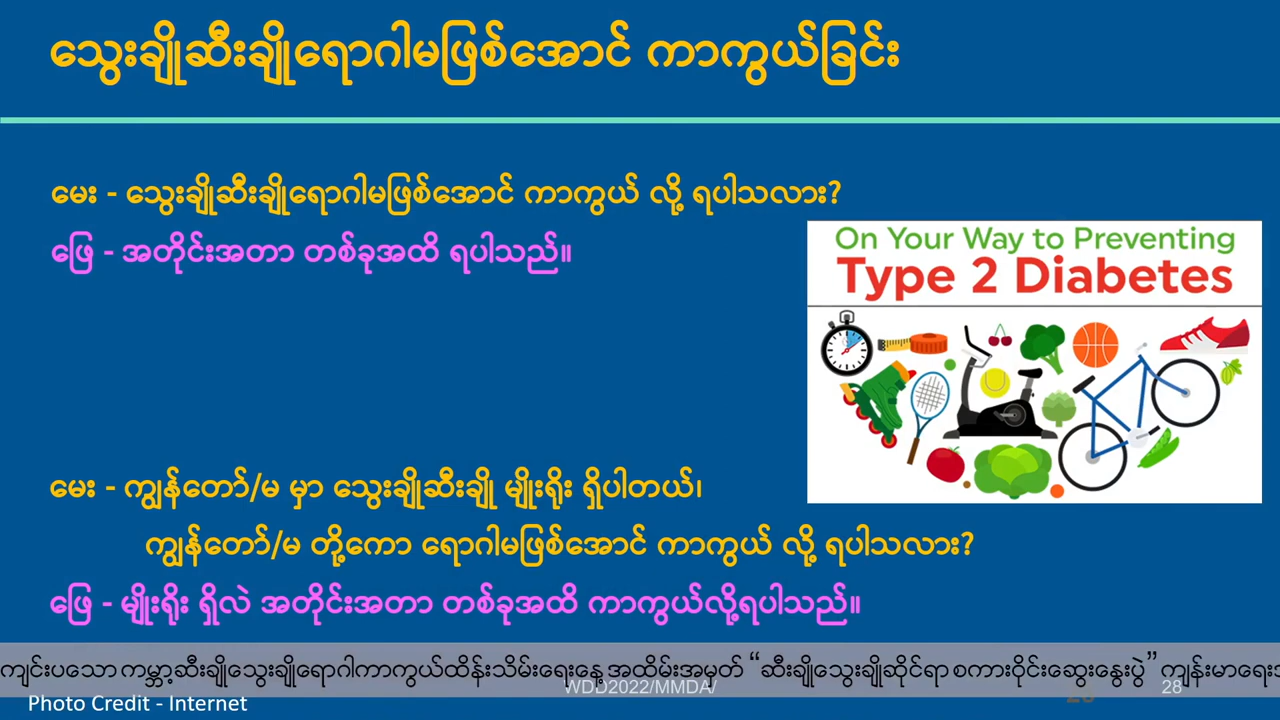 သွေးချိုဆီးချိုရောဂါမဖြစ်အောင် ကာကွယ်ခြင်း
မေး - သွေးချိုဆီးချိုရောဂါမဖြစ်အောင် ကာကွယ် လို့ ရပါသလား?
ဖြေ - အတိုင်းအတာ တစ်ခုအထိ ရပါသည်။
On Your Way to Preventing
Type 2 Diabetes
မေး - ကျွန်တော်/မ မှာ သွေးချိုဆီးချို မျိုးရိုး ရှိပါတယ်၊
ကျွန်တော်/မ တို့ကော ရောဂါမဖြစ်အောင် ကာကွယ် လို့ ရပါသလား?
ဖြေ - မျိုးရိုး ရှိလဲ အတိုင်းအတာ တစ်ခုအထိ ကာကွယ်လို့ရပါသည်။
ကျင်းပသော ကမ္ဘာ့ဆီးချိုသွေးချိုရောဂါကာကွယ်ထိန်းသိမ်းရေးနေ့ အထိမ်းအမှတ် “ဆီးချိုသွေးချိုဆိုင်ရာ စကားဝိုင်းဆွေးနွေးပွဲ” ကျန်းမာရေး
WDD2022/MMDA/
28
Photo Credit - Internet